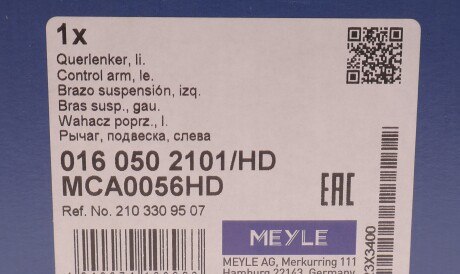 1x
Querlenker, li.
Control arm, le.
Brazo suspensión, izq.
Bras susp., gau.
Wahacz poprz., l.
Рычаг, подвеска, слева
016 050 2101/HD
MCA0056HD
EAC
Ref. No. 210 330 95 07
MEYLE
MEYLE AG, Merkurring 111
Hamburg 22143, Germany